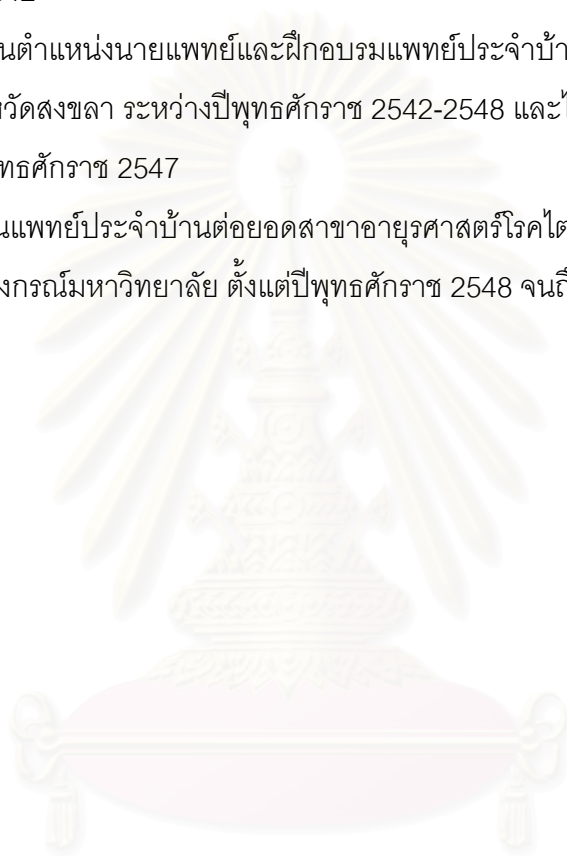 นตำแหน่งนายแพทย์และฝึกอบรมแพทย์ประจำบ้า
หวัดสงขลา ระหว่างปีพุทธศักราช 2542-2548 และไ
ทธศักราช 2547
นแพทย์ประจำบ้านต่อยอดสาขาอายุรศาสตร์โรคไต
งกรณ์มหาวิทยาลัย ตั้งแต่ปีพุทธศักราช 2548 จนถึ